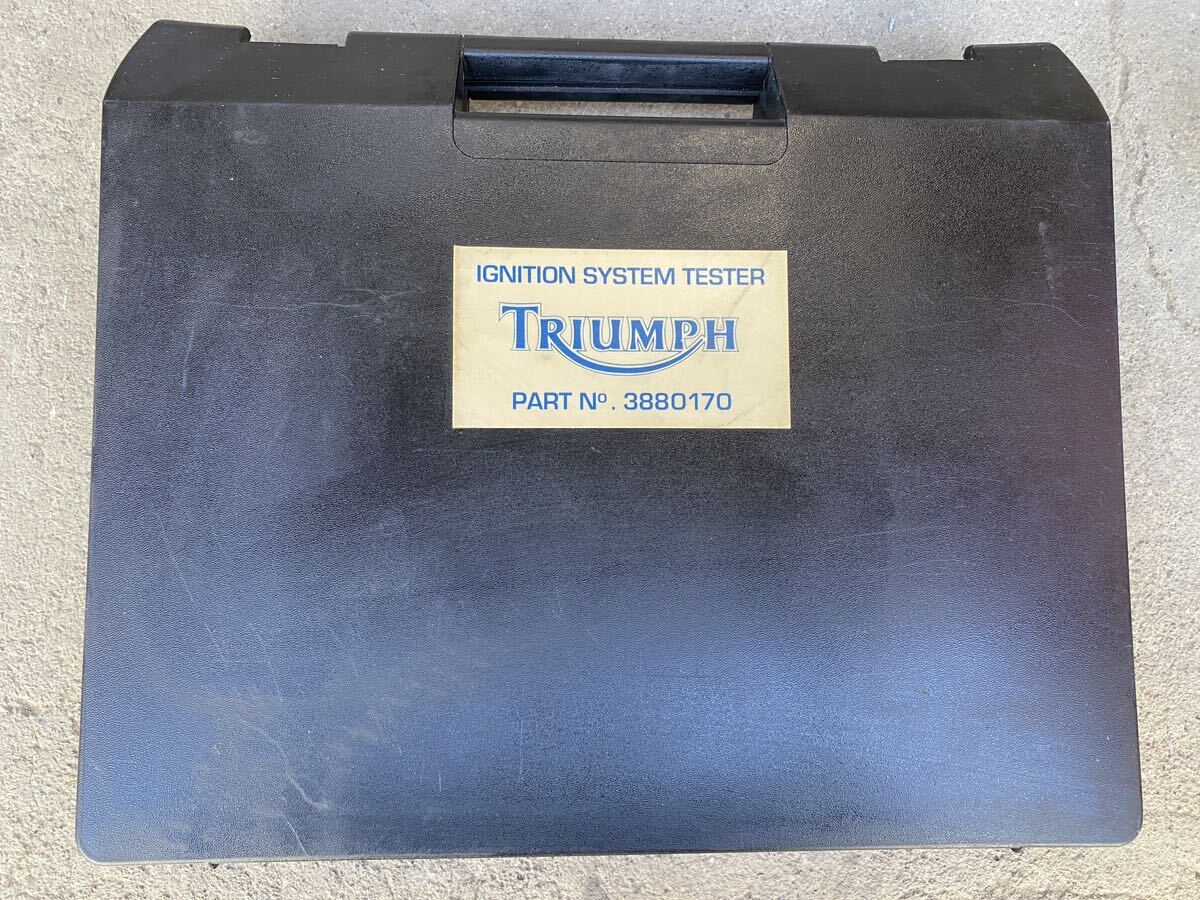 IGNITION SYSTEM TESTER
TRIUMPH
PART Nº. 3880170